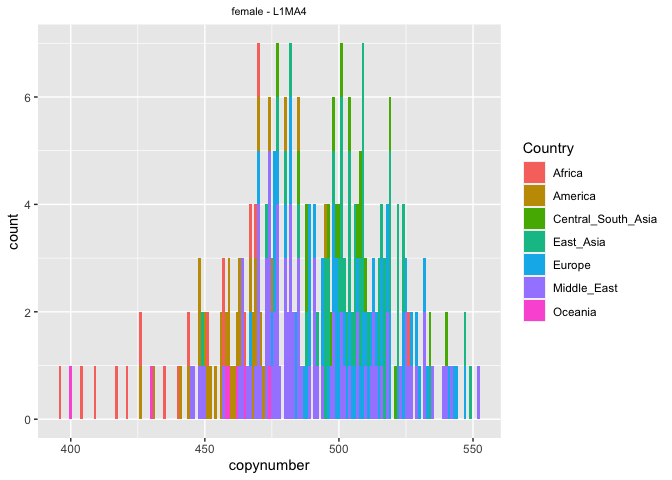 female - L1MA4
count
6
4
2
0
400
450
500
550
copynumber
Country
Africa
America
Central_South_Asia
East_Asia
Europe
Middle_East
Oceania